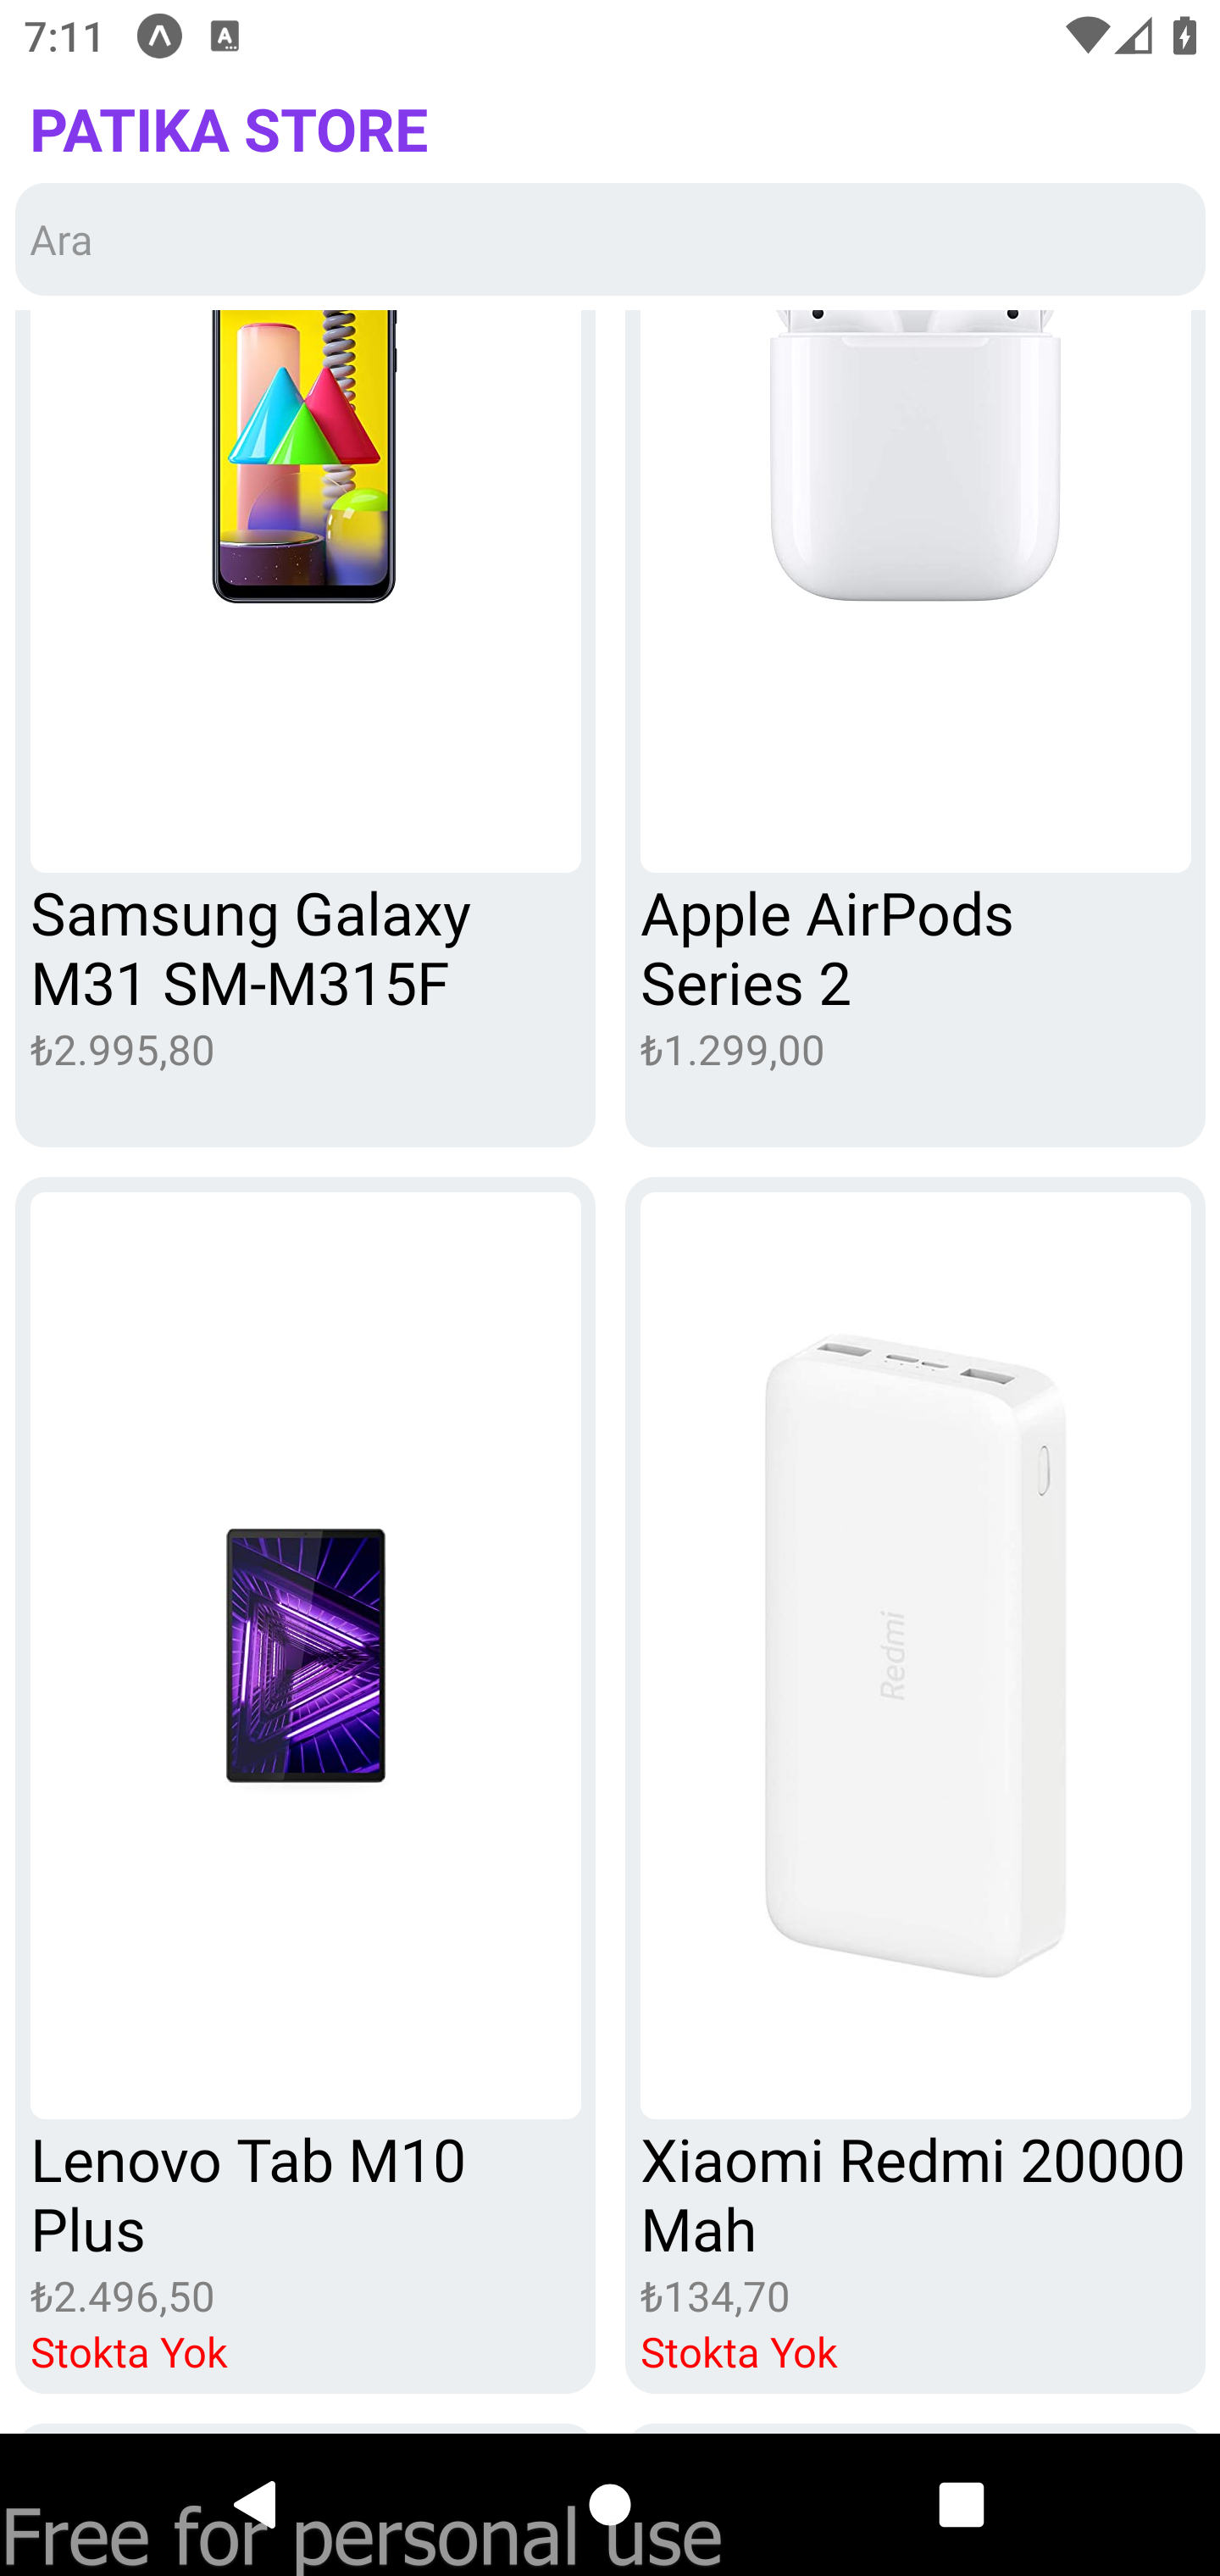 7:11
PATIKA STORE
Ara
Samsung Galaxy
M31 SM-M315F
₺2.995,80
Apple AirPods
Series 2
₺1.299,00
Redmi
Lenovo Tab M10
Plus
₺2.496,50
Stokta Yok
Xiaomi Redmi 20000
Mah
₺134,70
Stokta Yok
Free for personal use